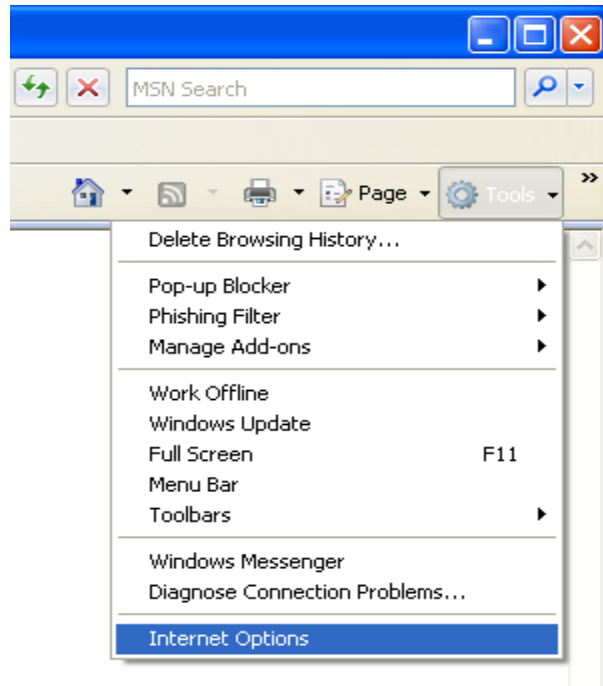 MSN Search
Page Tools »
Delete Browsing History...
Pop-up Blocker
Phishing Filter
Manage Add-ons
Work Offline
Windows Update
Full Screen F11
Menu Bar
Toolbars
Windows Messenger
Diagnose Connection Problems...
Internet Options